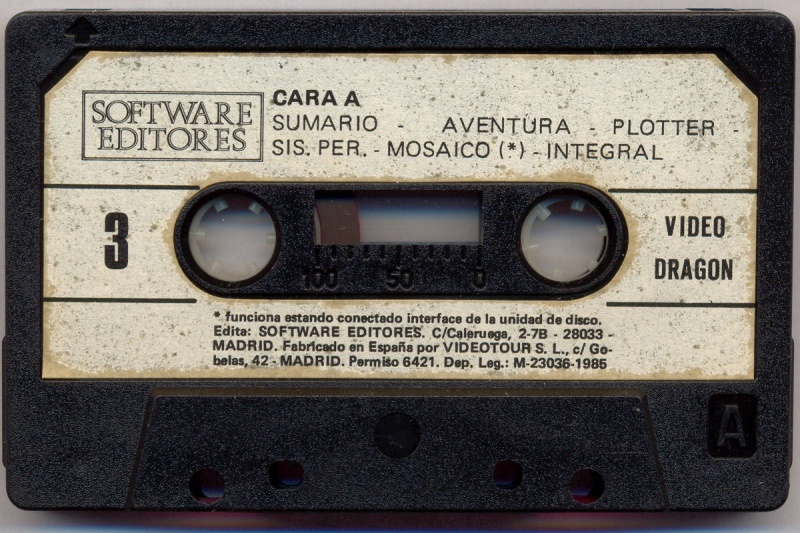 SOFTWARE
EDITORES
CARA A
SUMARIO - AVENTURA - PLOTTER -
SIS. PER. - MOSAICO (*) - INTEGRAL
3
VIDEO
DRAGON
100 50 0
* funciona estando conectado interface de la unidad de disco.
Edita: SOFTWARE EDITORES. C/Caleruega, 2-7B - 28033 -
MADRID. Fabricado en España por VIDEOTOUR S. L., c/ Go-
belas, 42 - MADRID. Permiso 6421. Dep. Leg.: M-23036-1985
A